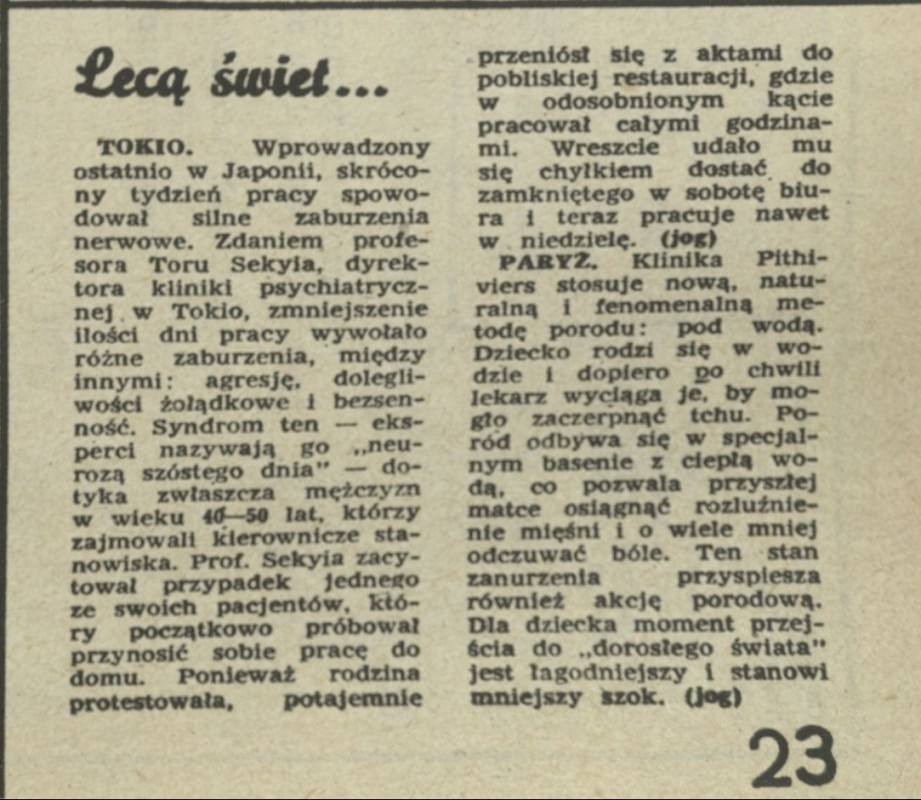 Lecą świet...
TOKIO. Wprowadzony
ostatnio w Japonii, skróco-
ny tydzień pracy spowo-
dował silne zaburzenia
nerwowe. Zdaniem profe-
sora Toru Sekyia, dyrek-
tora kliniki psychiatrycz-
nej w Tokio, zmniejszenie
ilości dni pracy wywołało
różne zaburzenia, między
innymi: agresję, dolegli-
wości żołądkowe i bezsen-
ność. Syndrom ten — eks-
perci nazywają go „neu-
rozą szóstego dnia" — do-
tyka zwłaszcza mężczyzn
w wieku 40—50 lat, którzy
zajmowali kierownicze sta-
nowiska. Prof. Sekyia zacy-
tował przypadek jednego
ze swoich pacjentów, któ-
ry początkowo próbował
przynosić sobie pracę do
domu. Ponieważ rodzina
protestowała, potajemnie
przeniósł się z aktami do
pobliskiej restauracji, gdzie
w odosobnionym kącie
pracował całymi godzina-
mi. Wreszcie udało mu
się chyłkiem dostać do
zamkniętego w sobotę biu-
ra i teraz pracuje nawet
w niedzielę. (jog)
PARYŻ. Klinika Pithi-
viers stosuje nową, natu-
ralną i fenomenalną me-
todę porodu: pod wodą.
Dziecko rodzi się w wo-
dzie i dopiero po chwili
lekarz wyciąga je, by mo-
gło zaczerpnąć tchu. Po-
ród odbywa się w specjal-
nym basenie z ciepłą wo-
dą, co pozwala przyszłej
matce osiągnąć rozluźnie-
nie mięśni i o wiele mniej
odczuwać bóle. Ten stan
zanurzenia przyspiesza
również akcję porodową.
Dla dziecka moment przej-
ścia do „dorosłego świata"
jest łagodniejszy i stanowi
mniejszy szok. (jog)
23